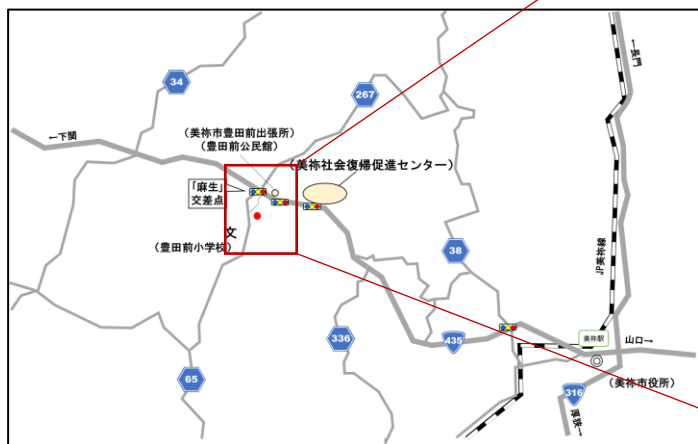 ←長門
34
267
←下関
(美祢市豊田前出張所)
(豊田前公民館)
(美祢社会復帰促進センター)
「麻生」
交差点
文
(豊田前小学校)
38
JP美祢線
336
435
美祢駅
山口→
65
(美祢市役所)
316
厚狭→